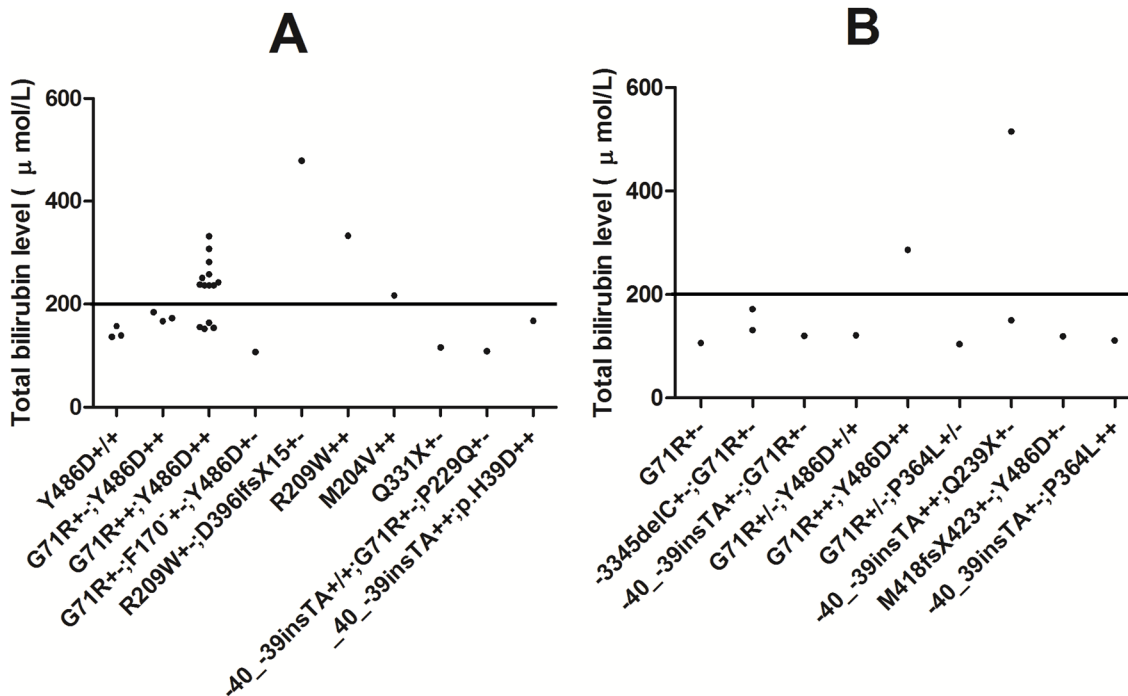 A
Total bilirubin level ( μ mol/L)
600
400
200
0
Y486D+/+
G71R+-;Y486D++
G71R++;Y486D++
G71R+-;F170-+;Y486D+-
R209W+-;D396IfsX15+-
R209W++
M204V++
Q331X+-
-40_-39insTA+/+;G71R+-;P229Q+-
_40_-39insTA++;p.H39D++
B
Total bilirubin level ( μ mol/L)
600
400
200
0
G71R+-
-3345delC+-;G71R+-
-40_-39insTA+-;G71R+-
G71R+/-;Y486D+/+
G71R++;Y486D++
G71R+/-;P364L+/-
-40_-39insTA++;Q239X+-
M418fsX423+-;Y486D+-
-40_39insTA+-;P364L++